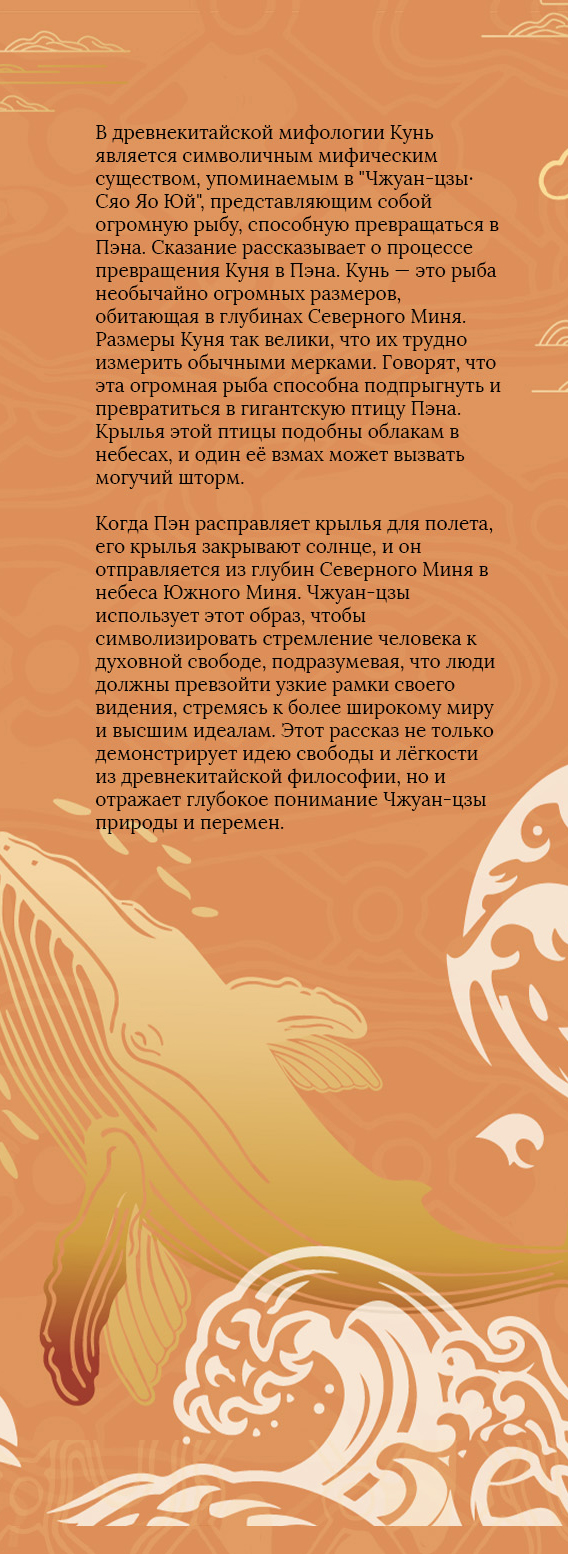 В древнекитайской мифологии Кунь
является символичным мифическим
существом, упоминаемым в "Чжуан-цзы·
Сяо Яо Юй", представляющим собой
огромную рыбу, способную превращаться в
Пэна. Сказание рассказывает о процессе
превращения Куня в Пэна. Кунь — это рыба
необычайно огромных размеров,
обитающая в глубинах Северного Миня.
Размеры Куня так велики, что их трудно
измерить обычными мерками. Говорят, что
эта огромная рыба способна подпрыгнуть и
превратиться в гигантскую птицу Пэна.
Крылья этой птицы подобны облакам в
небесах, и один её взмах может вызвать
могучий шторм.
Когда Пэн расправляет крылья для полета,
его крылья закрывают солнце, и он
отправляется из глубин Северного Миня в
небеса Южного Миня. Чжуан-цзы
использует этот образ, чтобы
символизировать стремление человека к
духовной свободе, подразумевая, что люди
должны превзойти узкие рамки своего
видения, стремясь к более широкому миру
и высшим идеалам. Этот рассказ не только
демонстрирует идею свободы и лёгкости
из древнекитайской философии, но и
отражает глубокое понимание Чжуан-цзы
природы и перемен.